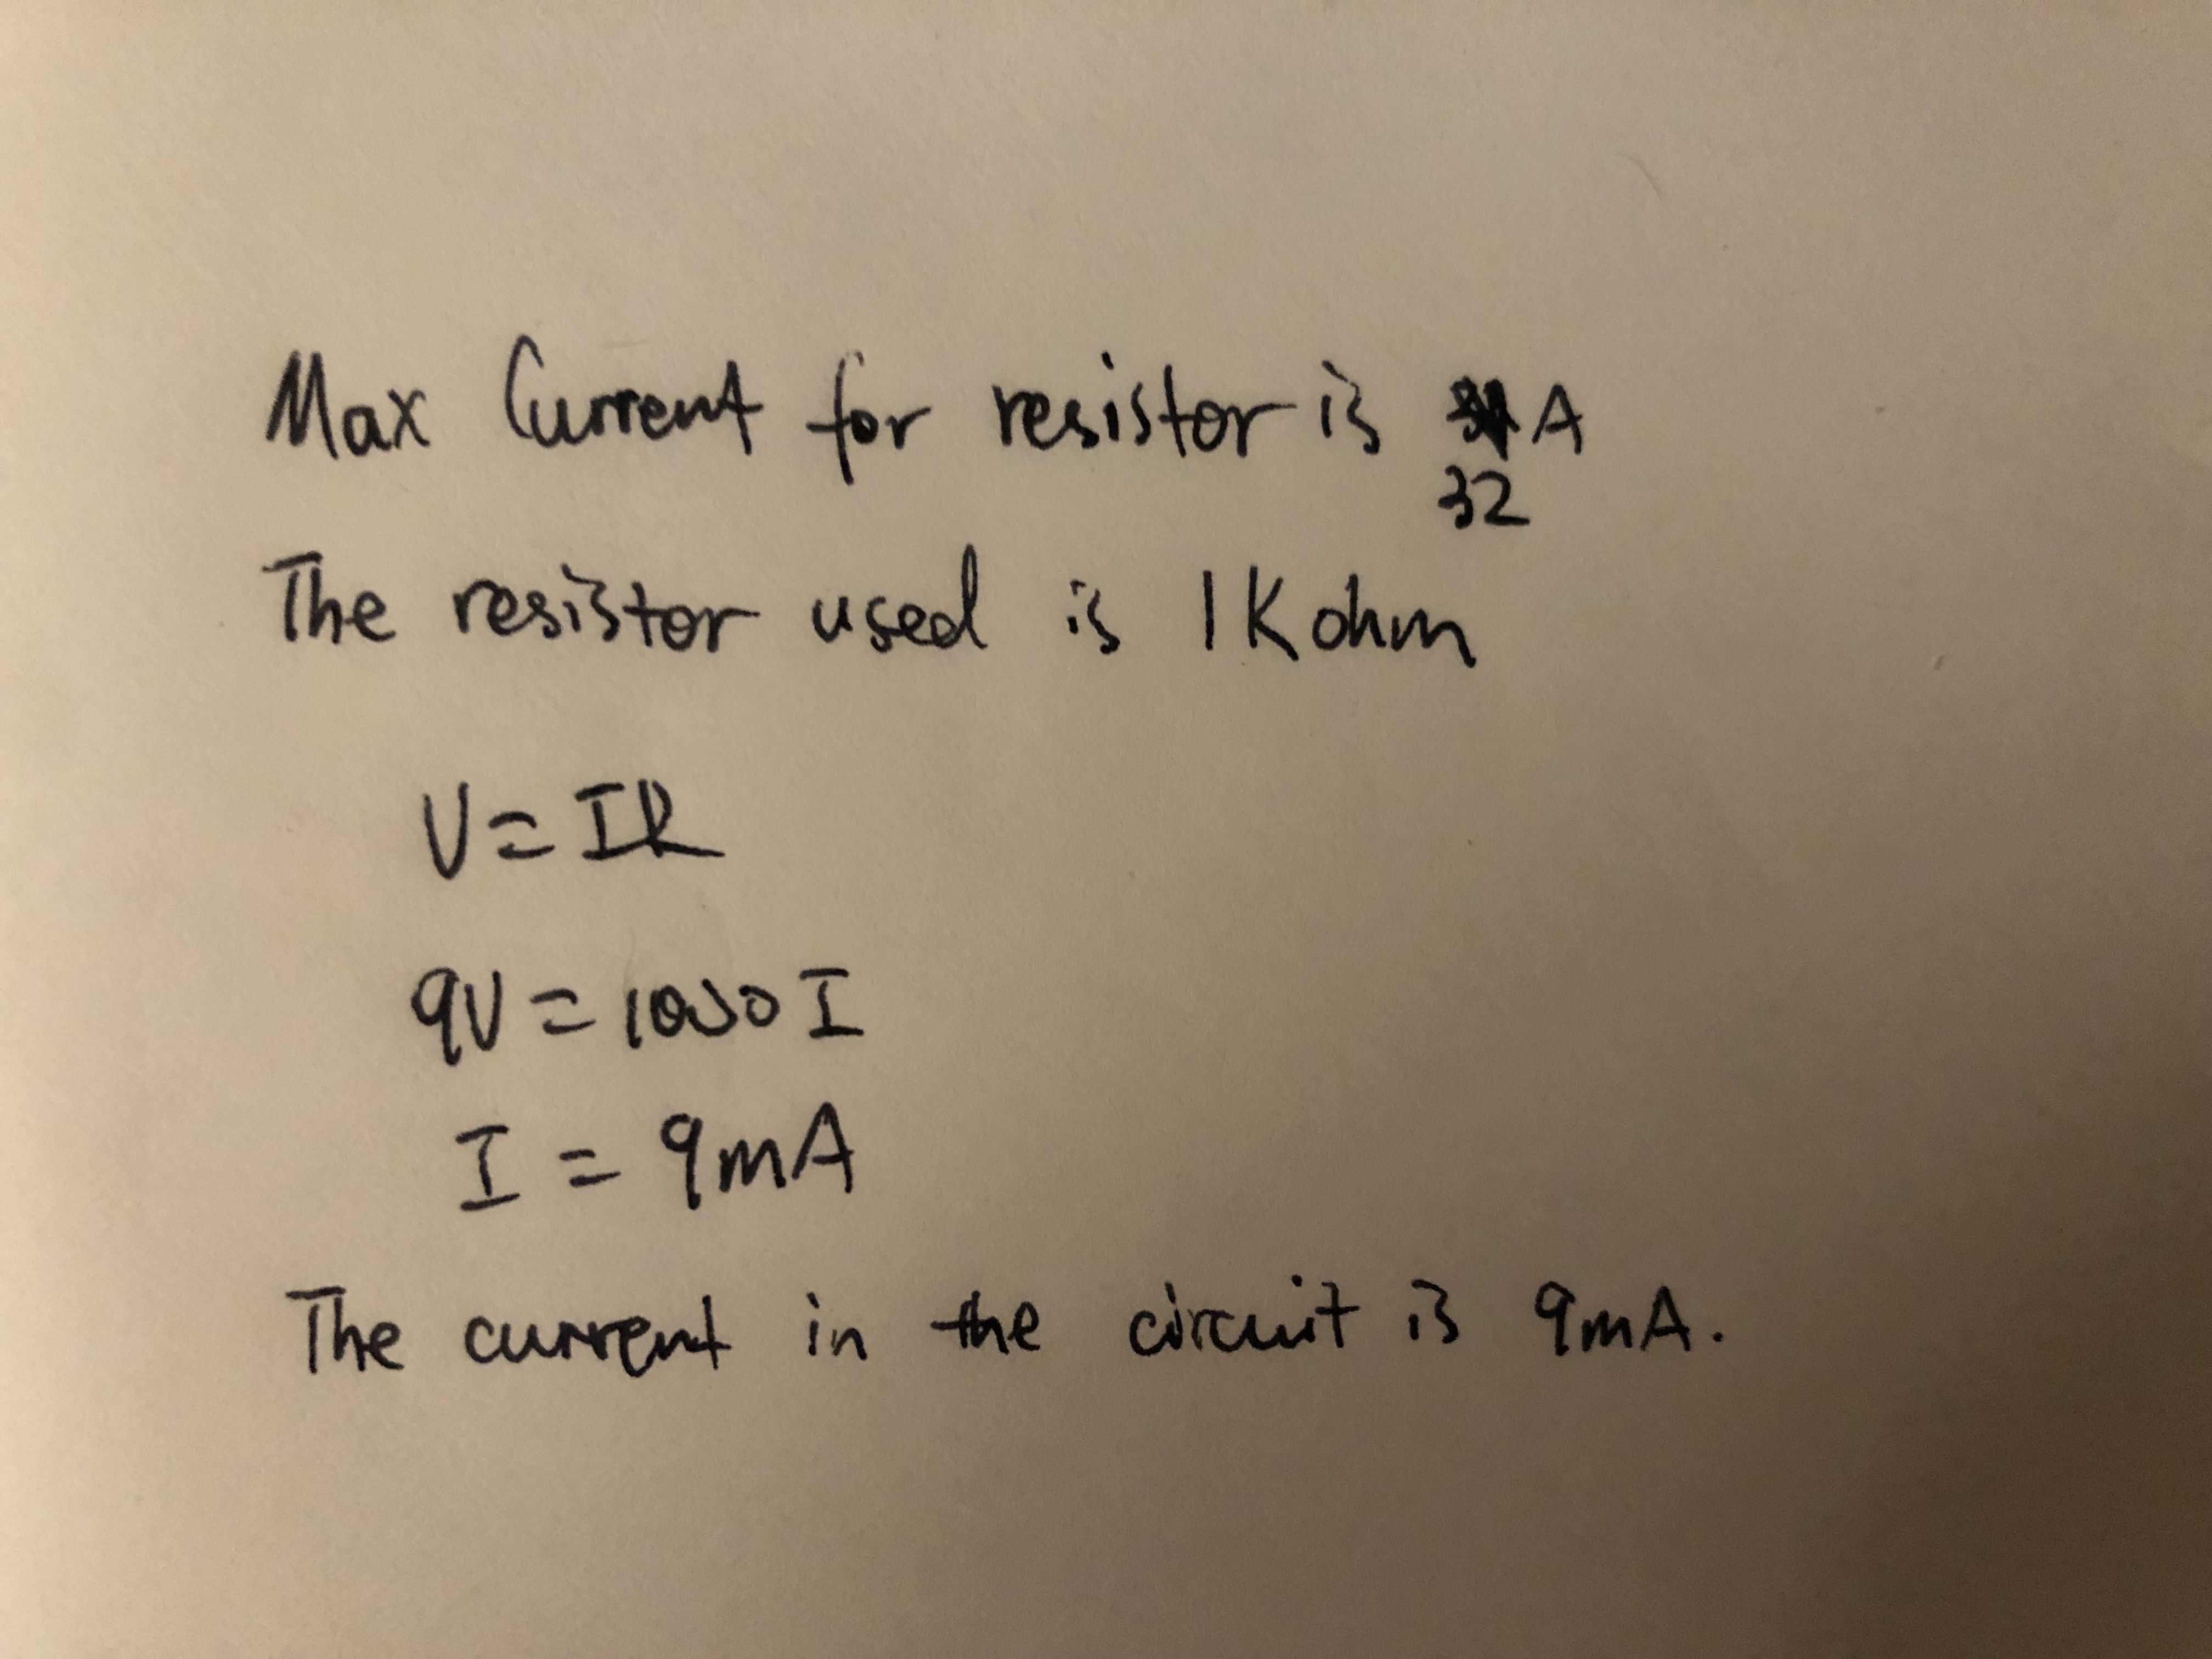 Max Current for resistor is A
32
The resistor used is 1K ohm
V = IR
9V = 1000 I
I = 9mA
The current in the circuit is 9mA.